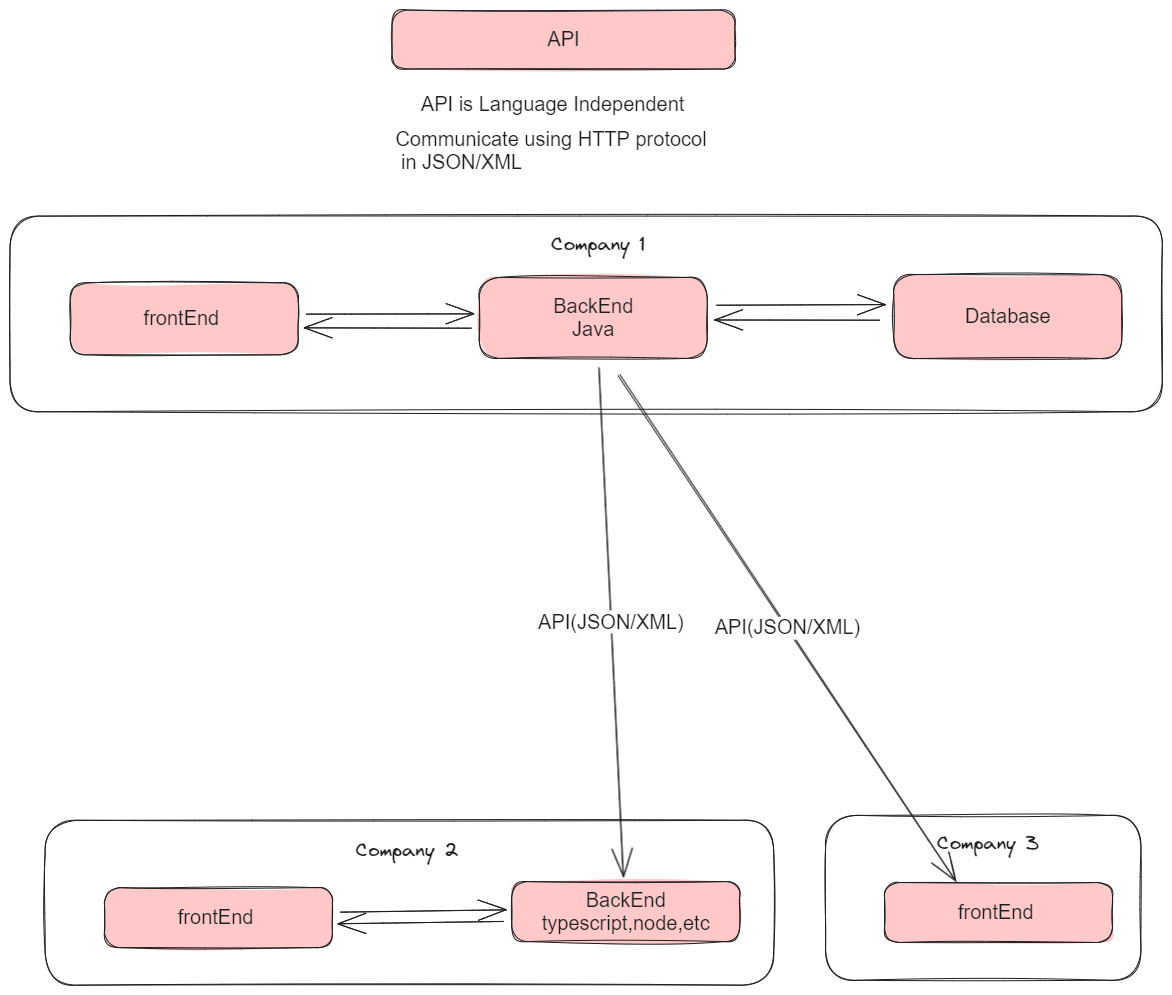 API
API is Language Independent
Communicate using HTTP protocol
in JSON/XML
Company 1
frontEnd
BackEnd
Java
Database
API(JSON/XML)
API(JSON/XML)
Company 2
frontEnd
BackEnd
typescript,node,etc
Company 3
frontEnd